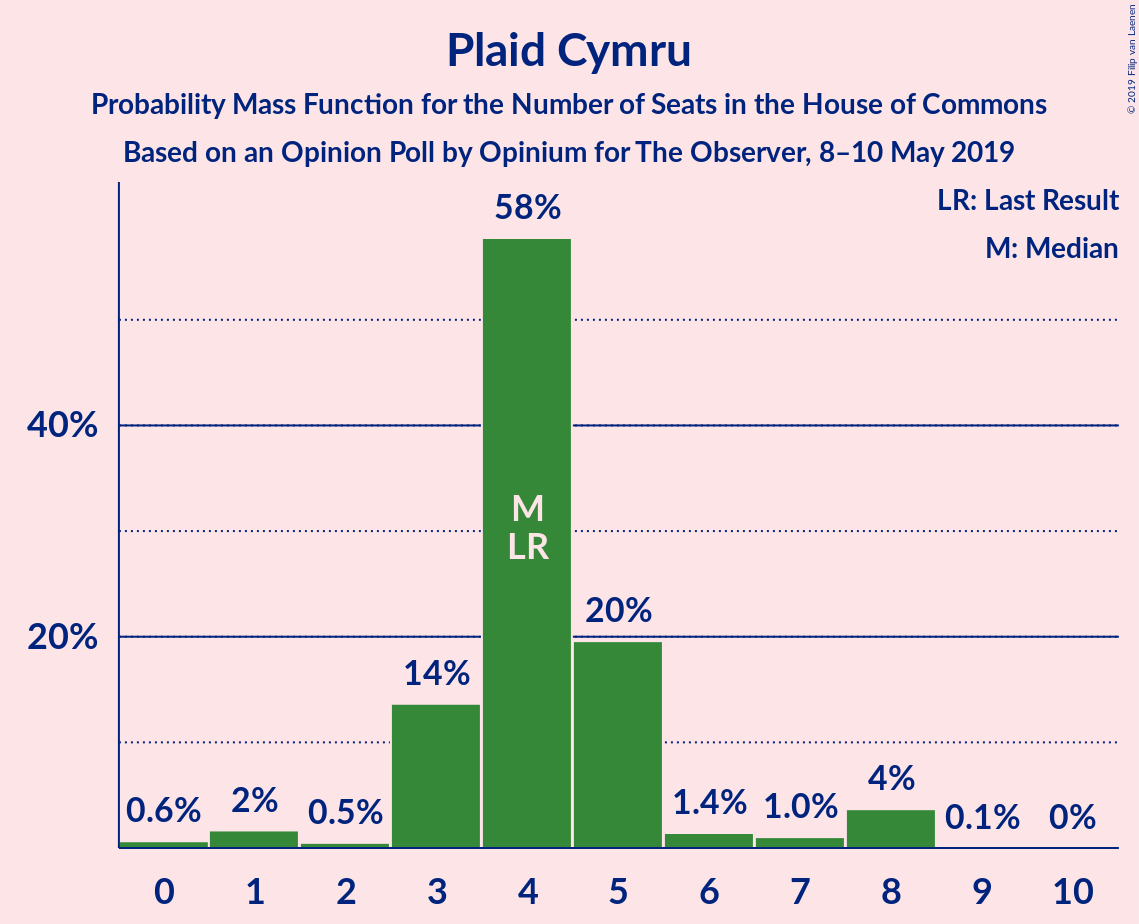 Plaid Cymru
Probability Mass Function for the Number of Seats in the House of Commons
Based on an Opinion Poll by Opinium for The Observer, 8–10 May 2019
© 2019 Filip van Laenen
LR: Last Result
M: Median
58%
40%
M
LR
20%
20%
14%
0.6%
2%
0.5%
1.4%
1.0%
4%
0.1%
0%
0 1 2 3 4 5 6 7 8 9 10